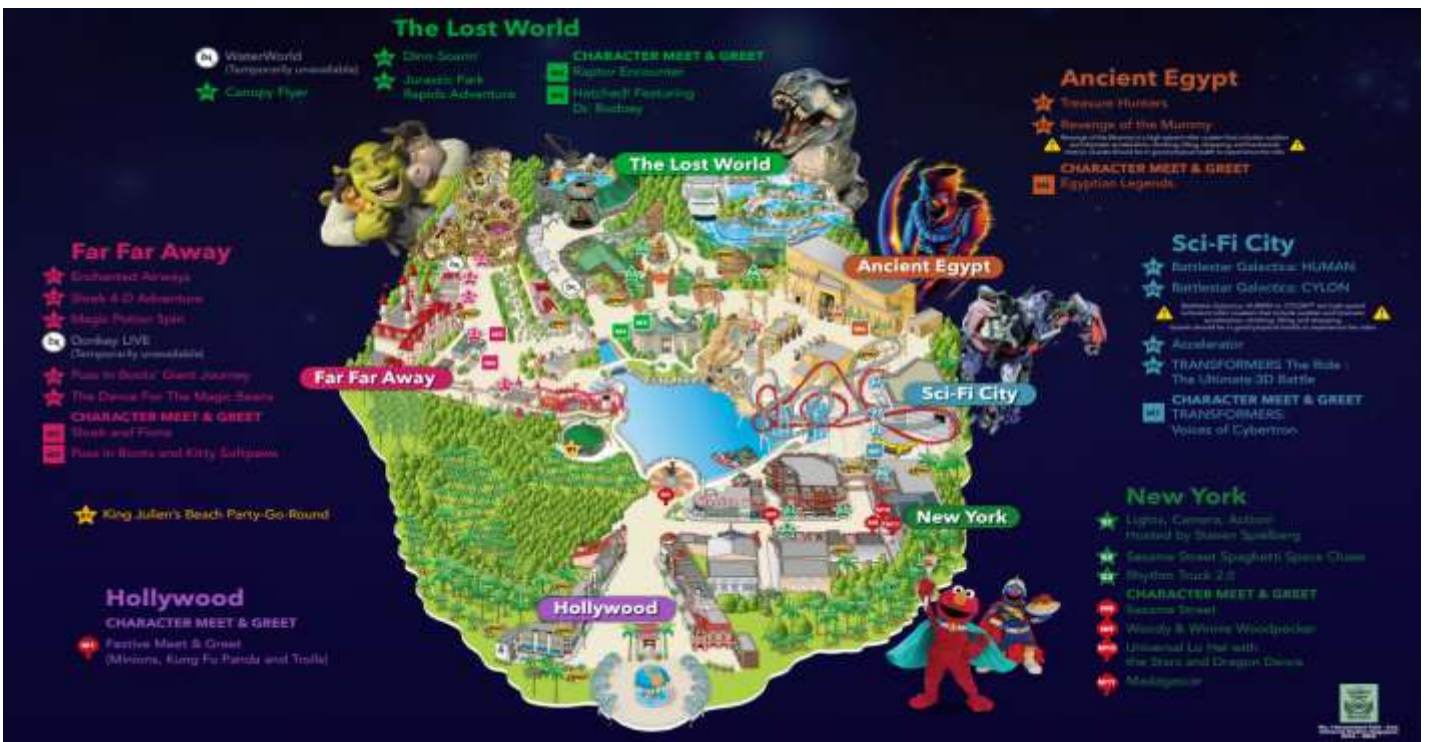 The Lost World
WaterWorld
(Temporarily unavailable)
Canopy Flyer
Dino-Soarin'
Jurassic Park
Rapids Adventure
CHARACTER MEET & GREET
Raptor Encounter
Hatched! Featuring
Dr. Rodney
Ancient Egypt
Treasure Hunters
Revenge of the Mummy
CHARACTER MEET & GREET
Egyptian Legends
Sci-Fi City
Battlestar Galactica: HUMAN
Battlestar Galactica: CYLON
Accelerator
TRANSFORMERS The Ride :
The Ultimate 3D Battle
CHARACTER MEET & GREET
TRANSFORMERS:
Voices of Cybertron
Far Far Away
Enchanted Airways
Shrek 4-D Adventure
Magic Potion Spin
Donkey LIVE
(Temporarily unavailable)
Puss In Boots' Giant Journey
The Dance For The Magic Beans
CHARACTER MEET & GREET
Shrek and Fiona
Puss in Boots and Kitty Softpaws
King Julien's Beach Party-Go-Round
Hollywood
CHARACTER MEET & GREET
Festive Meet & Greet
(Minions, Kung Fu Panda and Trolls)
New York
Lights, Camera, Action!
Hosted by Steven Spielberg
Sesame Street Spaghetti Space Chase
Rhythm Truck 2.0
CHARACTER MEET & GREET
Sesame Street
Woody & Winnie Woodpecker
Universal Lo Hei with
the Stars and Dragon Dance
Madagascar
The Lost World
Ancient Egypt
Far Far Away
Sci-Fi City
New York
Hollywood